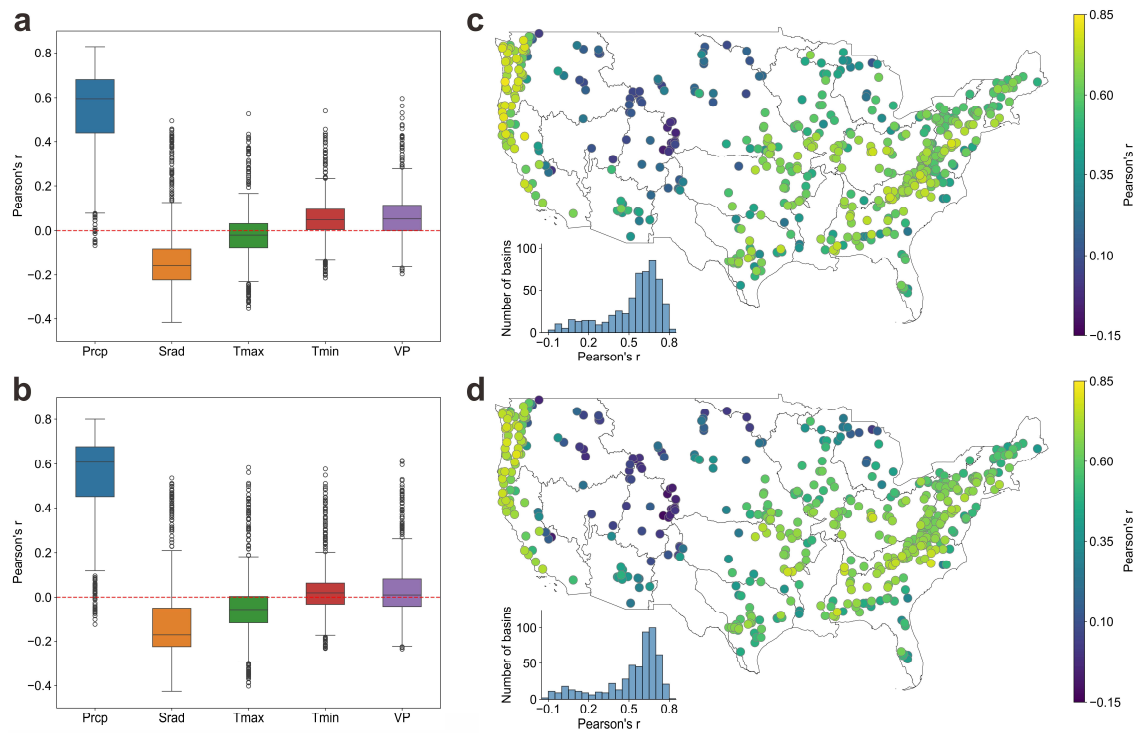 a
0.8
0.6
0.4
0.2
0.0
−0.2
−0.4
Pearson's r
Prcp Srad Tmax Tmin VP
c
0.85
0.60
0.35
0.10
−0.15
Pearson's r
100
50
0
Number of basins
−0.1 0.2 0.5 0.8
Pearson's r
b
0.8
0.6
0.4
0.2
0.0
−0.2
−0.4
Pearson's r
Prcp Srad Tmax Tmin VP
d
0.85
0.60
0.35
0.10
−0.15
Pearson's r
100
50
0
Number of basins
−0.1 0.2 0.5 0.8
Pearson's r